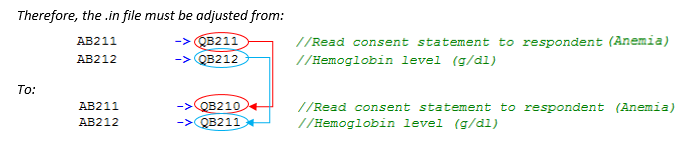 Therefore, the .in file must be adjusted from:
AB211 -> QB211 //Read consent statement to respondent (Anemia)
AB212 -> QB212 //Hemoglobin level (g/dl)
To:
AB211 -> QB210 //Read consent statement to respondent (Anemia)
AB212 -> QB211 //Hemoglobin level (g/dl)